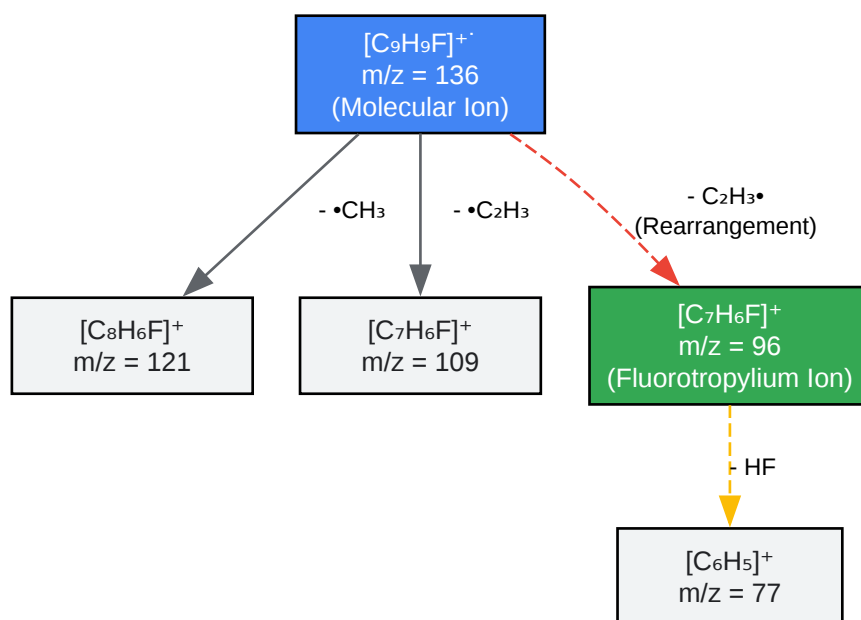 [C₉H₉F]⁺˙
m/z = 136
(Molecular Ion)
- •CH₃
- •C₂H₃
- C₂H₃•
(Rearrangement)
[C₈H₆F]⁺
m/z = 121
[C₇H₆F]⁺
m/z = 109
[C₇H₆F]⁺
m/z = 96
(Fluorotropylium Ion)
- HF
[C₆H₅]⁺
m/z = 77